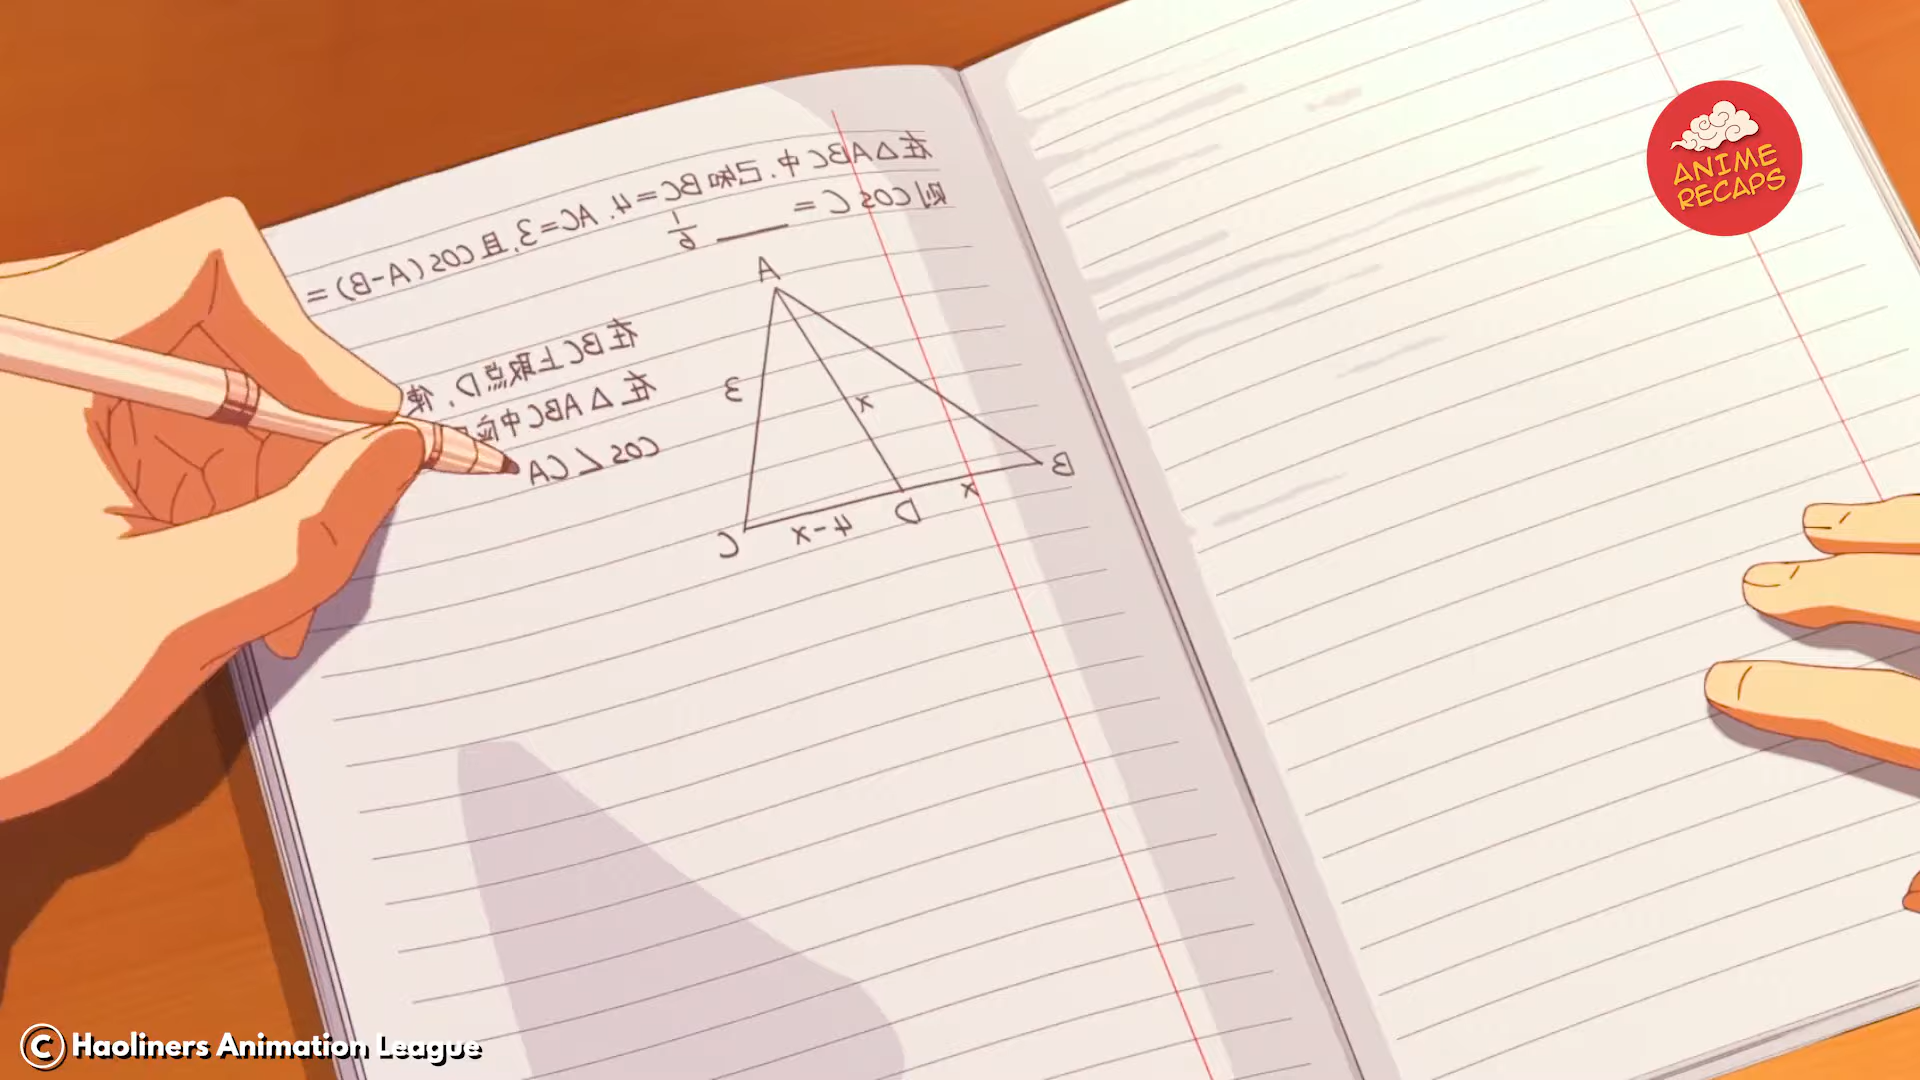 在△ABC中.已知BC=4.AC=3,且cos(A-B)=
则cosC=____ 1/6
A
在BC上取点D,使
3
x
在△ABC中应
cos∠CA
B
x
D
4-x
C
ANIME
RECAPS
© Haoliners Animation League